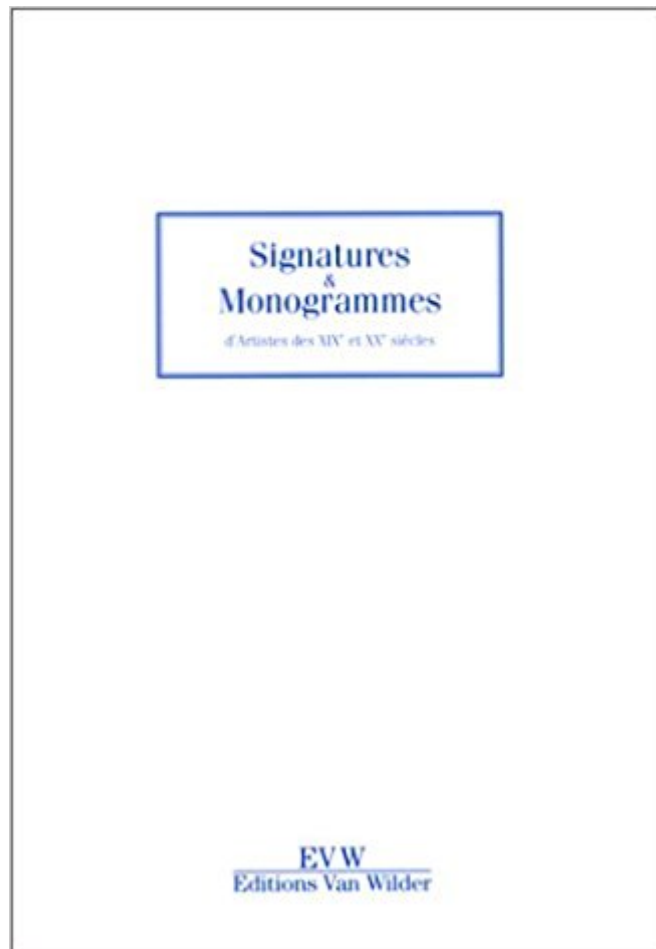 Signatures
&
Monogrammes
d'Artistes des XIXe et XXe siècles
EVW
Editions Van Wilder